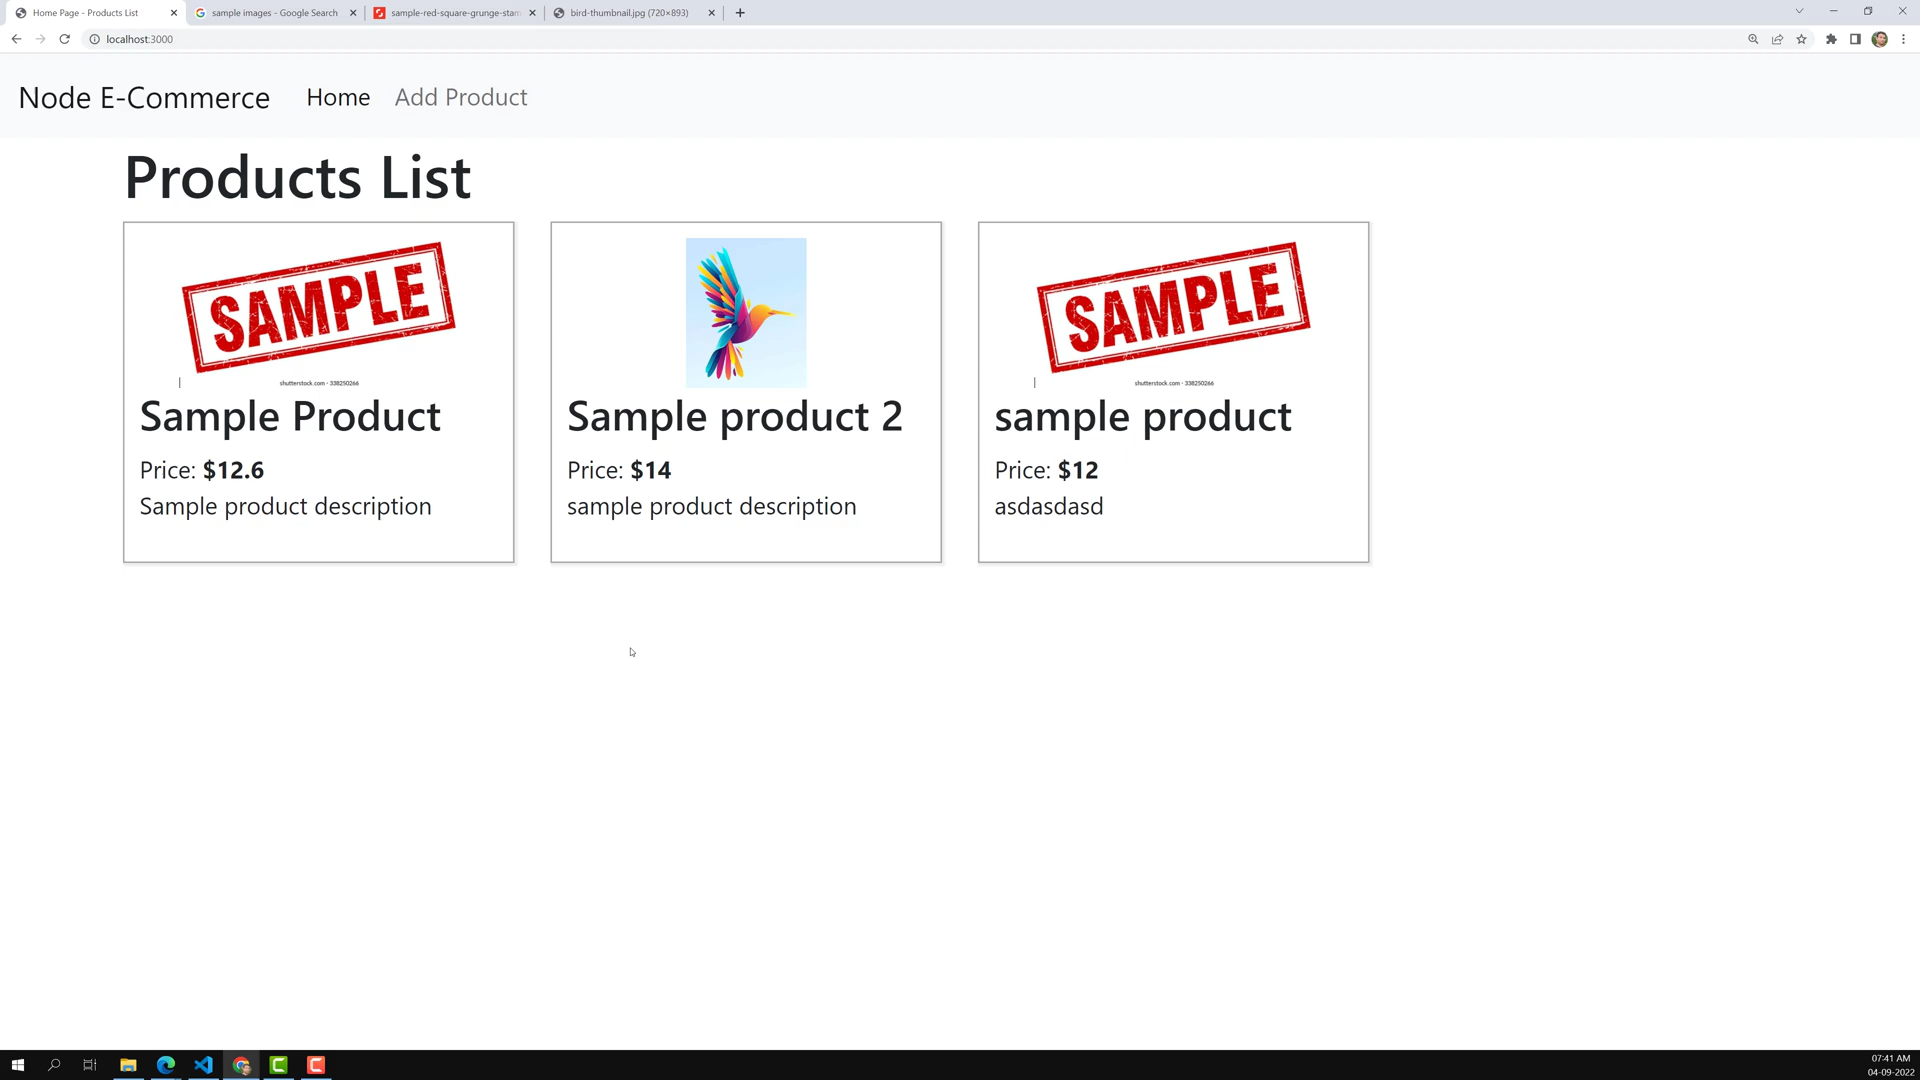 Home Page - Products List
sample images - Google Search
sample-red-square-grunge-stam
bird-thumbnail.jpg (720×893)
localhost:3000
Node E-Commerce
Home
Add Product
Products List
SAMPLE
shutterstock.com · 338250266
Sample Product
Price: $12.6
Sample product description
Sample product 2
Price: $14
sample product description
SAMPLE
shutterstock.com · 338250266
sample product
Price: $12
asdasdasd
07:41 AM
04-09-2022